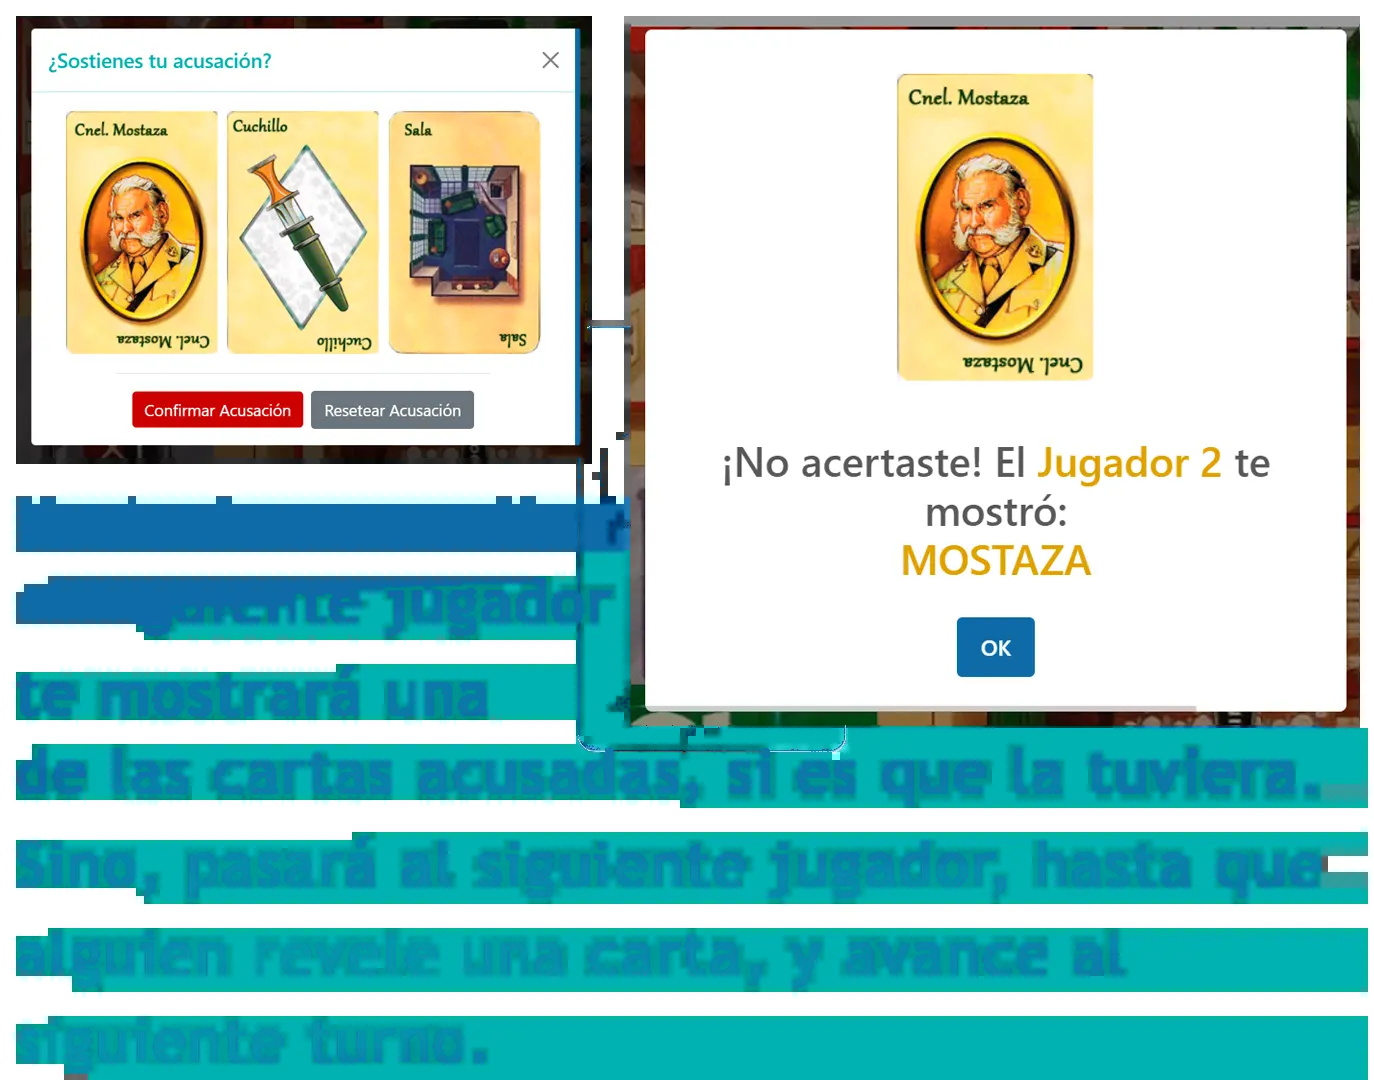 ¿Sostienes tu acusación?
Cnel. Mostaza
Cuchillo
Sala
Cnel. Mostaza
Cuchillo
Sala
Confirmar Acusación
Resetear Acusación
Cnel. Mostaza
Cnel. Mostaza
¡No acertaste! El Jugador 2 te
mostró:
MOSTAZA
OK
siguiente jugador
te mostrará una
de las cartas acusadas, si es que la tuviera.
Sino, pasará al siguiente jugador, hasta que
alguien revele una carta, y avance al
siguiente turno.